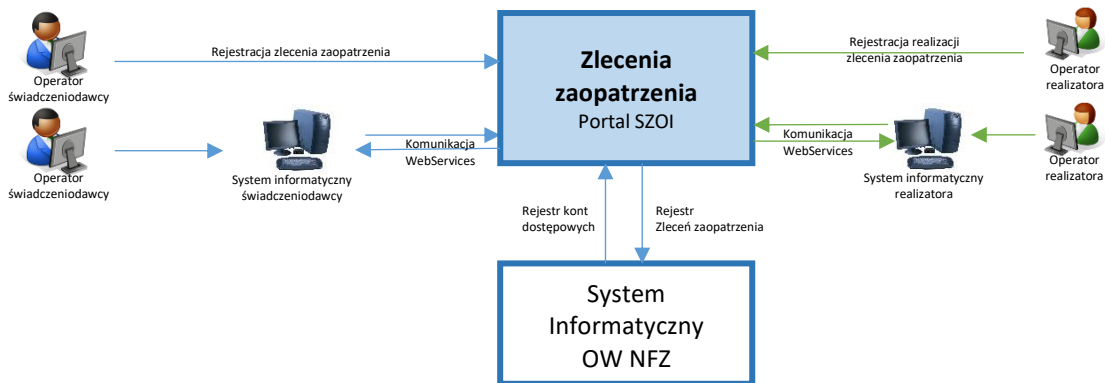 Rejestracja zlecenia zaopatrzenia
Operator
świadczeniodawcy
Operator
świadczeniodawcy
System informatyczny
świadczeniodawcy
Komunikacja
WebServices
Zlecenia
zaopatrzenia
Portal SZOI
Rejestracja realizacji
zlecenia zaopatrzenia
Operator
realizatora
Komunikacja
WebServices
System informatyczny
realizatora
Operator
realizatora
Rejestr kont
dostępowych
Rejestr
Zleceń zaopatrzenia
System
Informatyczny
OW NFZ